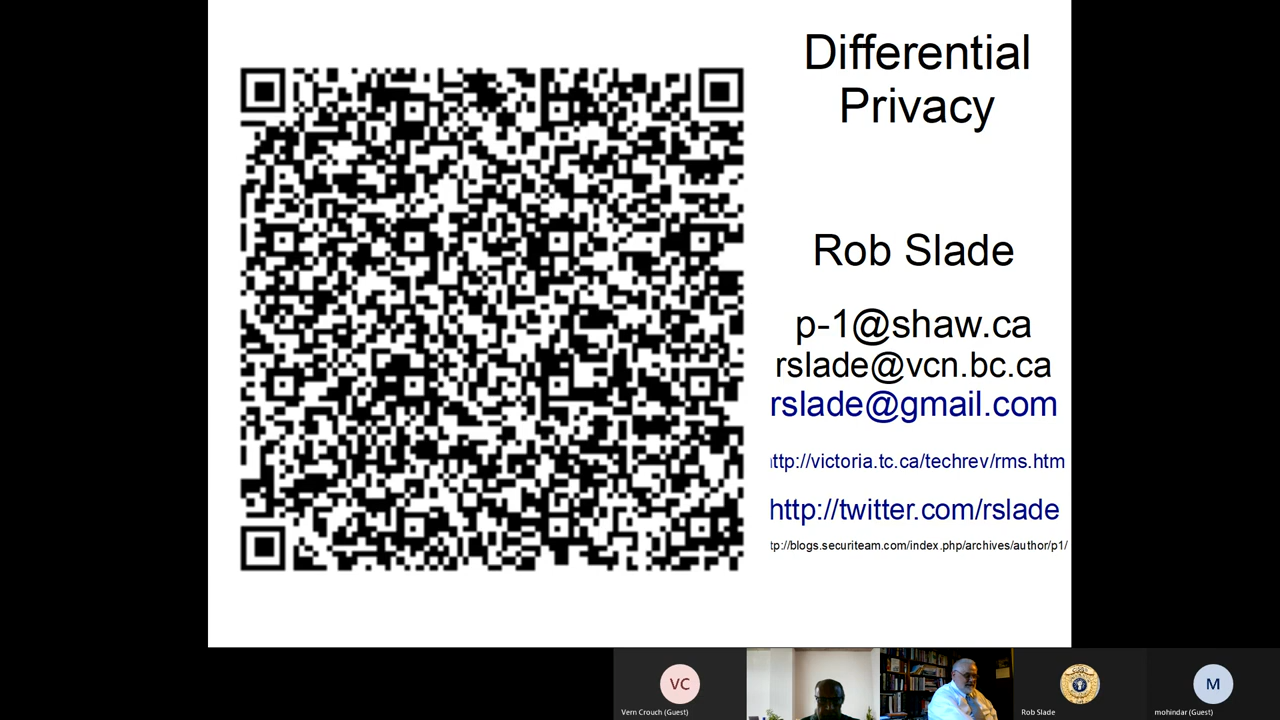 Differential
Privacy
Rob Slade
p-1@shaw.ca
rslade@vcn.bc.ca
rslade@gmail.com
ttp://victoria.tc.ca/techrev/rms.htm
http://twitter.com/rslade
tp://blogs.securiteam.com/index.php/archives/author/p1/
VC
Vern Crouch (Guest)
Rob Slade
M
mohindar (Guest)